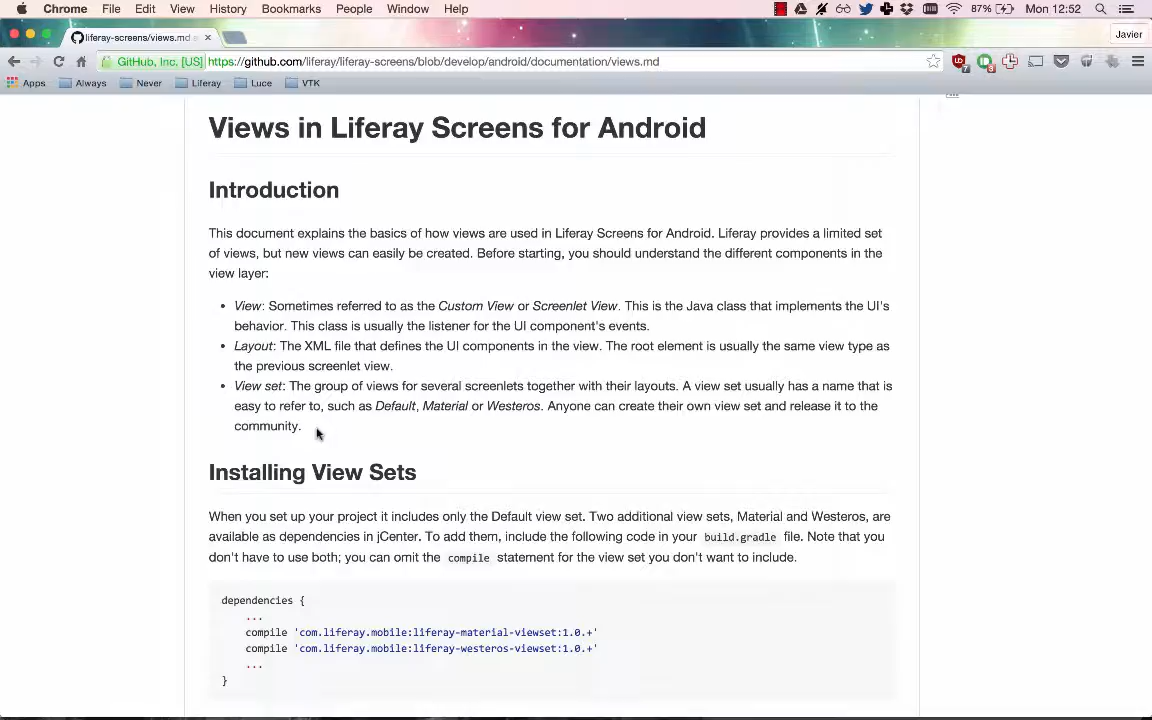 Chrome File Edit View History Bookmarks People Window Help 87% Mon 12:52
liferay-screens/views.md Javier
GitHub, Inc. [US] https://github.com/liferay/liferay-screens/blob/develop/android/documentation/views.md
Apps Always Never Liferay Luce VTK
Views in Liferay Screens for Android
Introduction
This document explains the basics of how views are used in Liferay Screens for Android. Liferay provides a limited set
of views, but new views can easily be created. Before starting, you should understand the different components in the
view layer:
• View: Sometimes referred to as the Custom View or Screenlet View. This is the Java class that implements the UI's
behavior. This class is usually the listener for the UI component's events.
• Layout: The XML file that defines the UI components in the view. The root element is usually the same view type as
the previous screenlet view.
• View set: The group of views for several screenlets together with their layouts. A view set usually has a name that is
easy to refer to, such as Default, Material or Westeros. Anyone can create their own view set and release it to the
community.
Installing View Sets
When you set up your project it includes only the Default view set. Two additional view sets, Material and Westeros, are
available as dependencies in jCenter. To add them, include the following code in your build.gradle file. Note that you
don't have to use both; you can omit the compile statement for the view set you don't want to include.
dependencies {
...
compile 'com.liferay.mobile:liferay-material-viewset:1.0.+'
compile 'com.liferay.mobile:liferay-westeros-viewset:1.0.+'
...
}